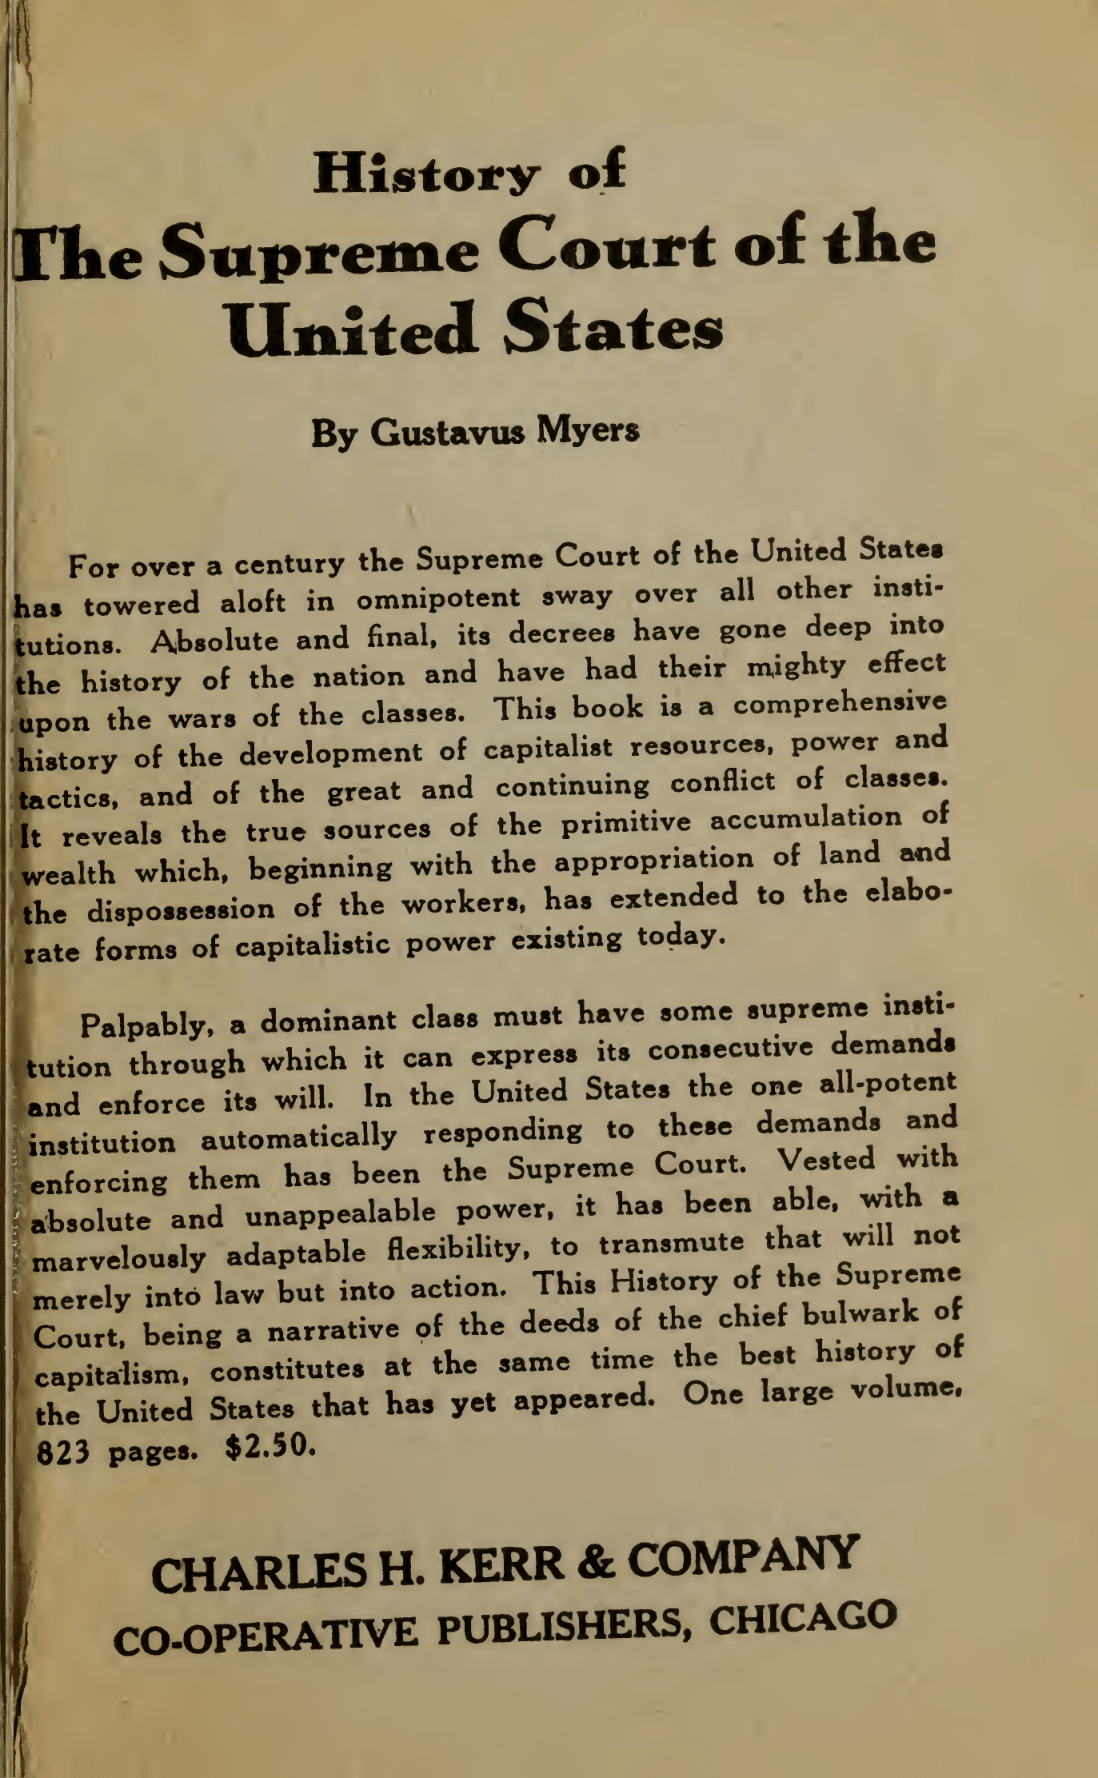 History of
The Supreme Court of the
United States
By Gustavus Myers
For over a century the Supreme Court of the United States
has towered aloft in omnipotent sway over all other insti-
tutions. Absolute and final, its decrees have gone deep into
the history of the nation and have had their mighty effect
upon the wars of the classes. This book is a comprehensive
history of the development of capitalist resources, power and
tactics, and of the great and continuing conflict of classes.
It reveals the true sources of the primitive accumulation of
wealth which, beginning with the appropriation of land and
the dispossession of the workers, has extended to the elabo-
rate forms of capitalistic power existing today.
Palpably, a dominant class must have some supreme insti-
tution through which it can express its consecutive demands
and enforce its will. In the United States the one all-potent
institution automatically responding to these demands and
enforcing them has been the Supreme Court. Vested with
absolute and unappealable power, it has been able, with a
marvelously adaptable flexibility, to transmute that will not
merely into law but into action. This History of the Supreme
Court, being a narrative of the deeds of the chief bulwark of
capitalism, constitutes at the same time the best history of
the United States that has yet appeared. One large volume,
823 pages. $2.50.
CHARLES H. KERR & COMPANY
CO-OPERATIVE PUBLISHERS, CHICAGO